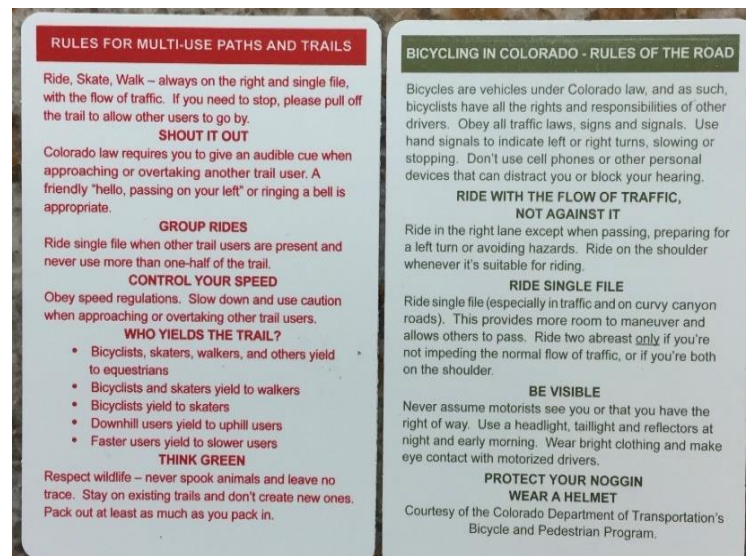 RULES FOR MULTI-USE PATHS AND TRAILS
Ride, Skate, Walk – always on the right and single file,
with the flow of traffic. If you need to stop, please pull off
the trail to allow other users to go by.
SHOUT IT OUT
Colorado law requires you to give an audible cue when
approaching or overtaking another trail user. A
friendly "hello, passing on your left" or ringing a bell is
appropriate.
GROUP RIDES
Ride single file when other trail users are present and
never use more than one-half of the trail.
CONTROL YOUR SPEED
Obey speed regulations. Slow down and use caution
when approaching or overtaking other trail users.
WHO YIELDS THE TRAIL?
• Bicyclists, skaters, walkers, and others yield
to equestrians
• Bicyclists and skaters yield to walkers
• Bicyclists yield to skaters
• Downhill users yield to uphill users
• Faster users yield to slower users
THINK GREEN
Respect wildlife – never spook animals and leave no
trace. Stay on existing trails and don't create new ones.
Pack out at least as much as you pack in.
BICYCLING IN COLORADO - RULES OF THE ROAD
Bicycles are vehicles under Colorado law, and as such,
bicyclists have all the rights and responsibilities of other
drivers. Obey all traffic laws, signs and signals. Use
hand signals to indicate left or right turns, slowing or
stopping. Don't use cell phones or other personal
devices that can distract you or block your hearing.
RIDE WITH THE FLOW OF TRAFFIC,
NOT AGAINST IT
Ride in the right lane except when passing, preparing for
a left turn or avoiding hazards. Ride on the shoulder
whenever it's suitable for riding.
RIDE SINGLE FILE
Ride single file (especially in traffic and on curvy canyon
roads). This provides more room to maneuver and
allows others to pass. Ride two abreast only if you're
not impeding the normal flow of traffic, or if you're both
on the shoulder.
BE VISIBLE
Never assume motorists see you or that you have the
right of way. Use a headlight, taillight and reflectors at
night and early morning. Wear bright clothing and make
eye contact with motorized drivers.
PROTECT YOUR NOGGIN
WEAR A HELMET
Courtesy of the Colorado Department of Transportation's
Bicycle and Pedestrian Program.